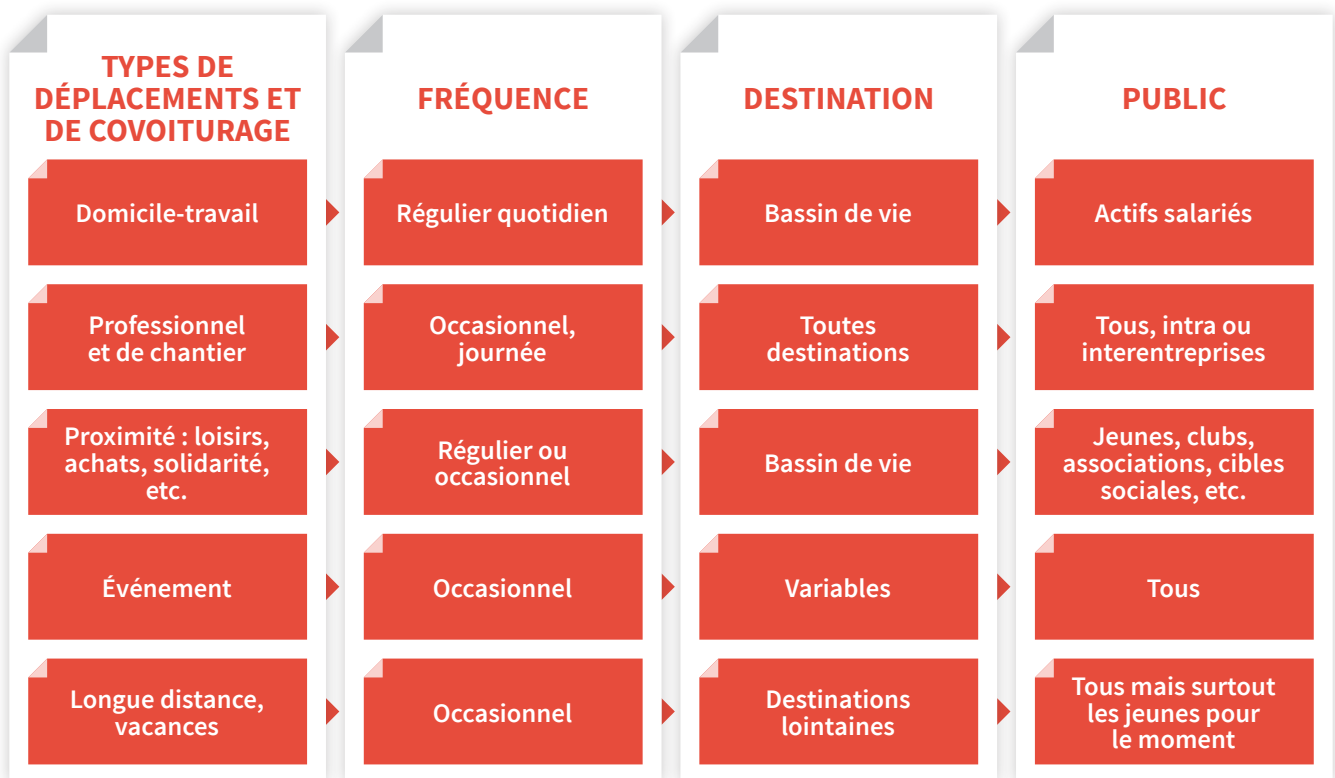 TYPES DE
DÉPLACEMENTS ET
DE COVOITURAGE
FRÉQUENCE
DESTINATION
PUBLIC
Domicile-travail
Régulier quotidien
Bassin de vie
Actifs salariés
Professionnel
et de chantier
Occasionnel,
journée
Toutes
destinations
Tous, intra ou
interentreprises
Proximité : loisirs,
achats, solidarité,
etc.
Régulier ou
occasionnel
Bassin de vie
Jeunes, clubs,
associations, cibles
sociales, etc.
Événement
Occasionnel
Variables
Tous
Longue distance,
vacances
Occasionnel
Destinations
lointaines
Tous mais surtout
les jeunes pour
le moment